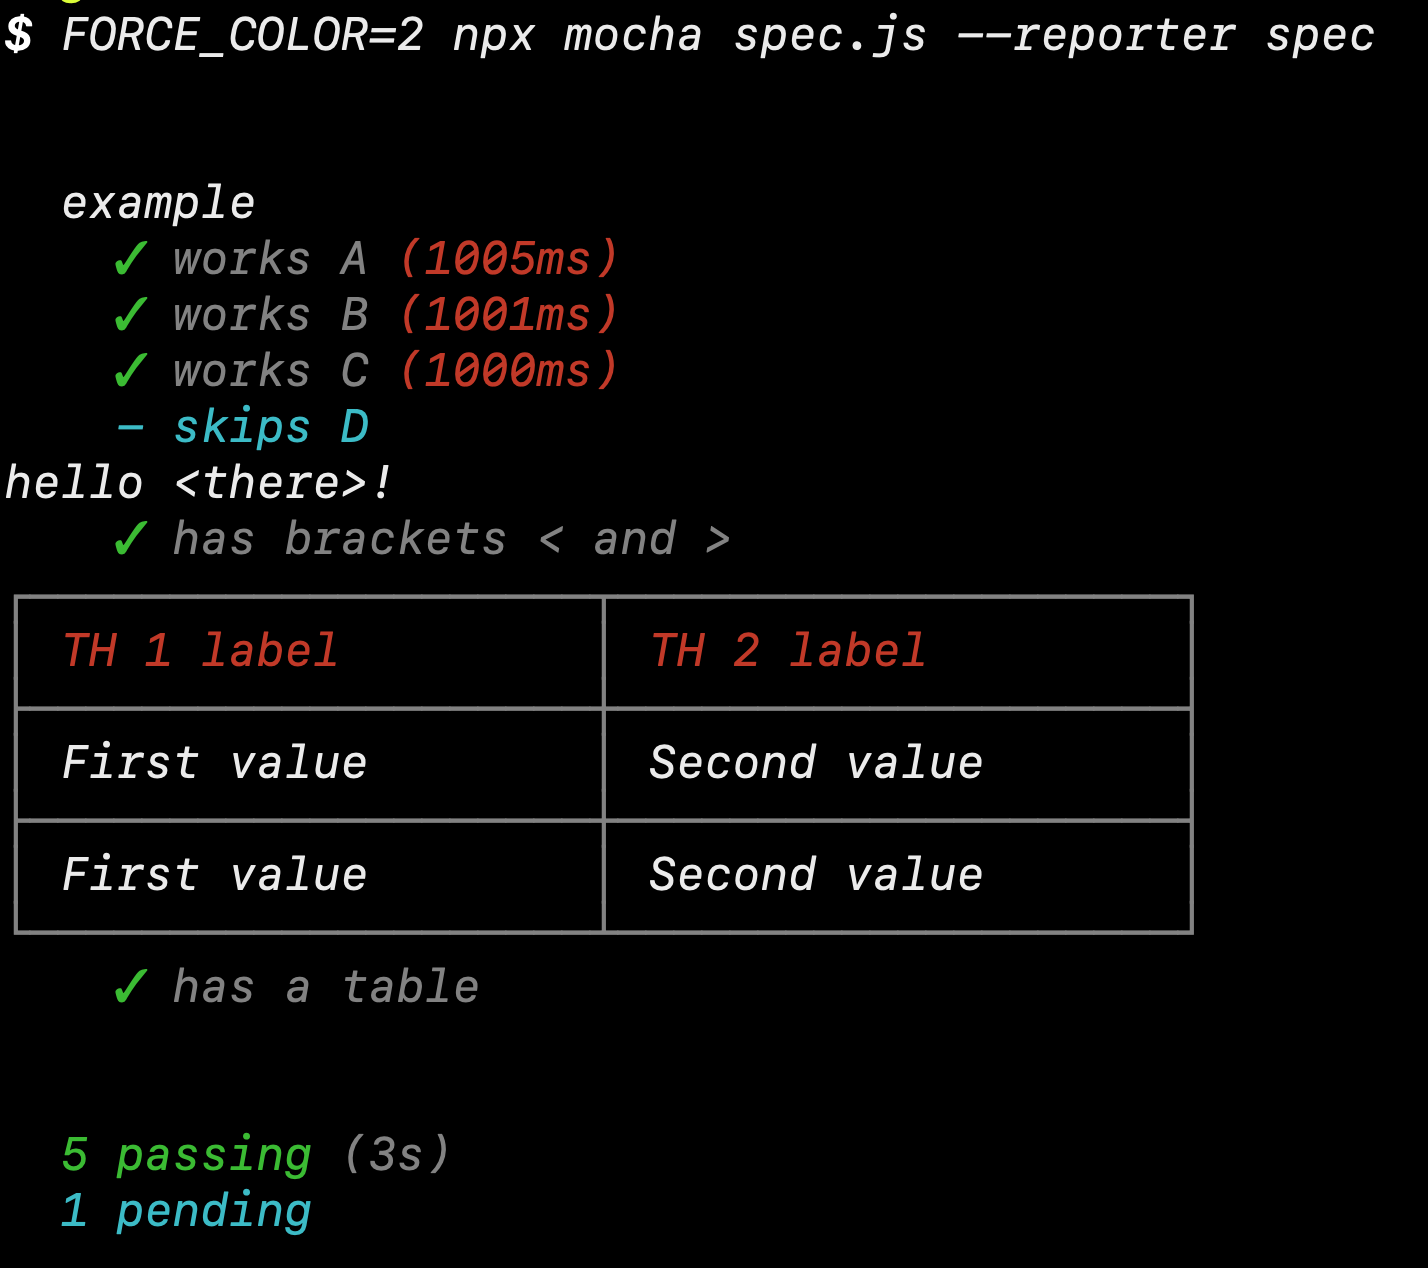 $ FORCE_COLOR=2 npx mocha spec.js --reporter spec
example
✓ works A (1005ms)
✓ works B (1001ms)
✓ works C (1000ms)
- skips D
hello <there>!
✓ has brackets < and >
TH 1 label TH 2 label
First value Second value
First value Second value
✓ has a table
5 passing (3s)
1 pending